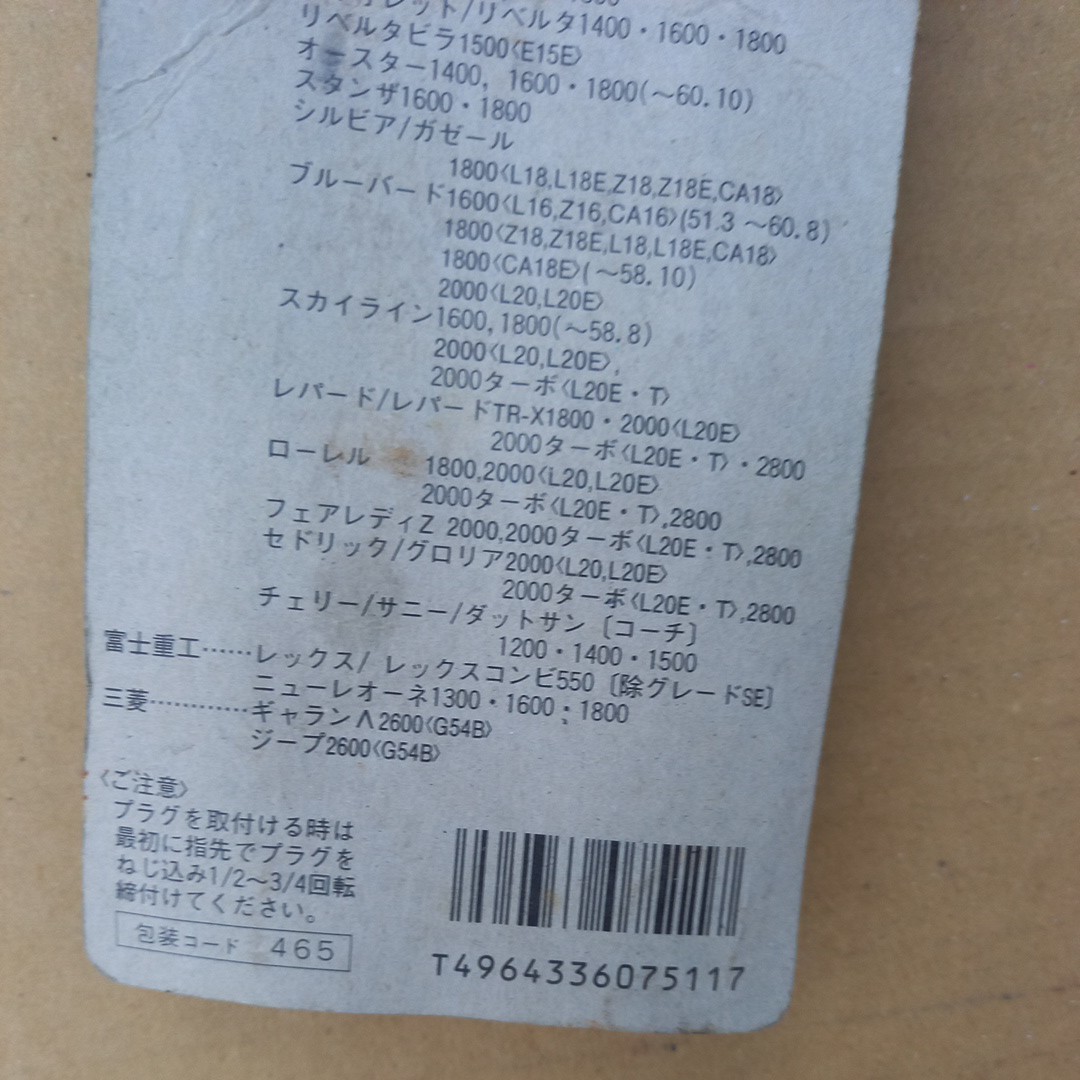 レット/リベルタ1400・1600・1800
リベルタビラ1500〈E15E〉
オースター1400, 1600・1800(～60.10)
スタンザ1600・1800
シルビア/ガゼール
1800〈L18,L18E,Z18,Z18E,CA18〉
ブルーバード1600〈L16,Z16,CA16〉(51.3～60.8)
1800〈Z18,Z18E,L18,L18E,CA18〉
1800〈CA18E〉(～58.10)
2000〈L20,L20E〉
スカイライン1600,1800(～58.8)
2000〈L20,L20E〉,
2000ターボ〈L20E・T〉
レパード/レパードTR-X1800・2000〈L20E〉
2000ターボ〈L20E・T〉・2800
ローレル 1800,2000〈L20,L20E〉
2000ターボ〈L20E・T〉,2800
フェアレディZ 2000,2000ターボ〈L20E・T〉,2800
セドリック/グロリア2000〈L20,L20E〉
2000ターボ〈L20E・T〉,2800
チェリー/サニー/ダットサン〔コーチ〕
1200・1400・1500
富士重工……レックス/ レックスコンビ550〔除グレードSE〕
ニューレオーネ1300・1600・1800
三菱…………ギャランΛ2600〈G54B〉
ジープ2600〈G54B〉
〈ご注意〉
プラグを取付ける時は
最初に指先でプラグを
ねじ込み1/2～3/4回転
締付けてください。
包装コード 465
T4964336075117